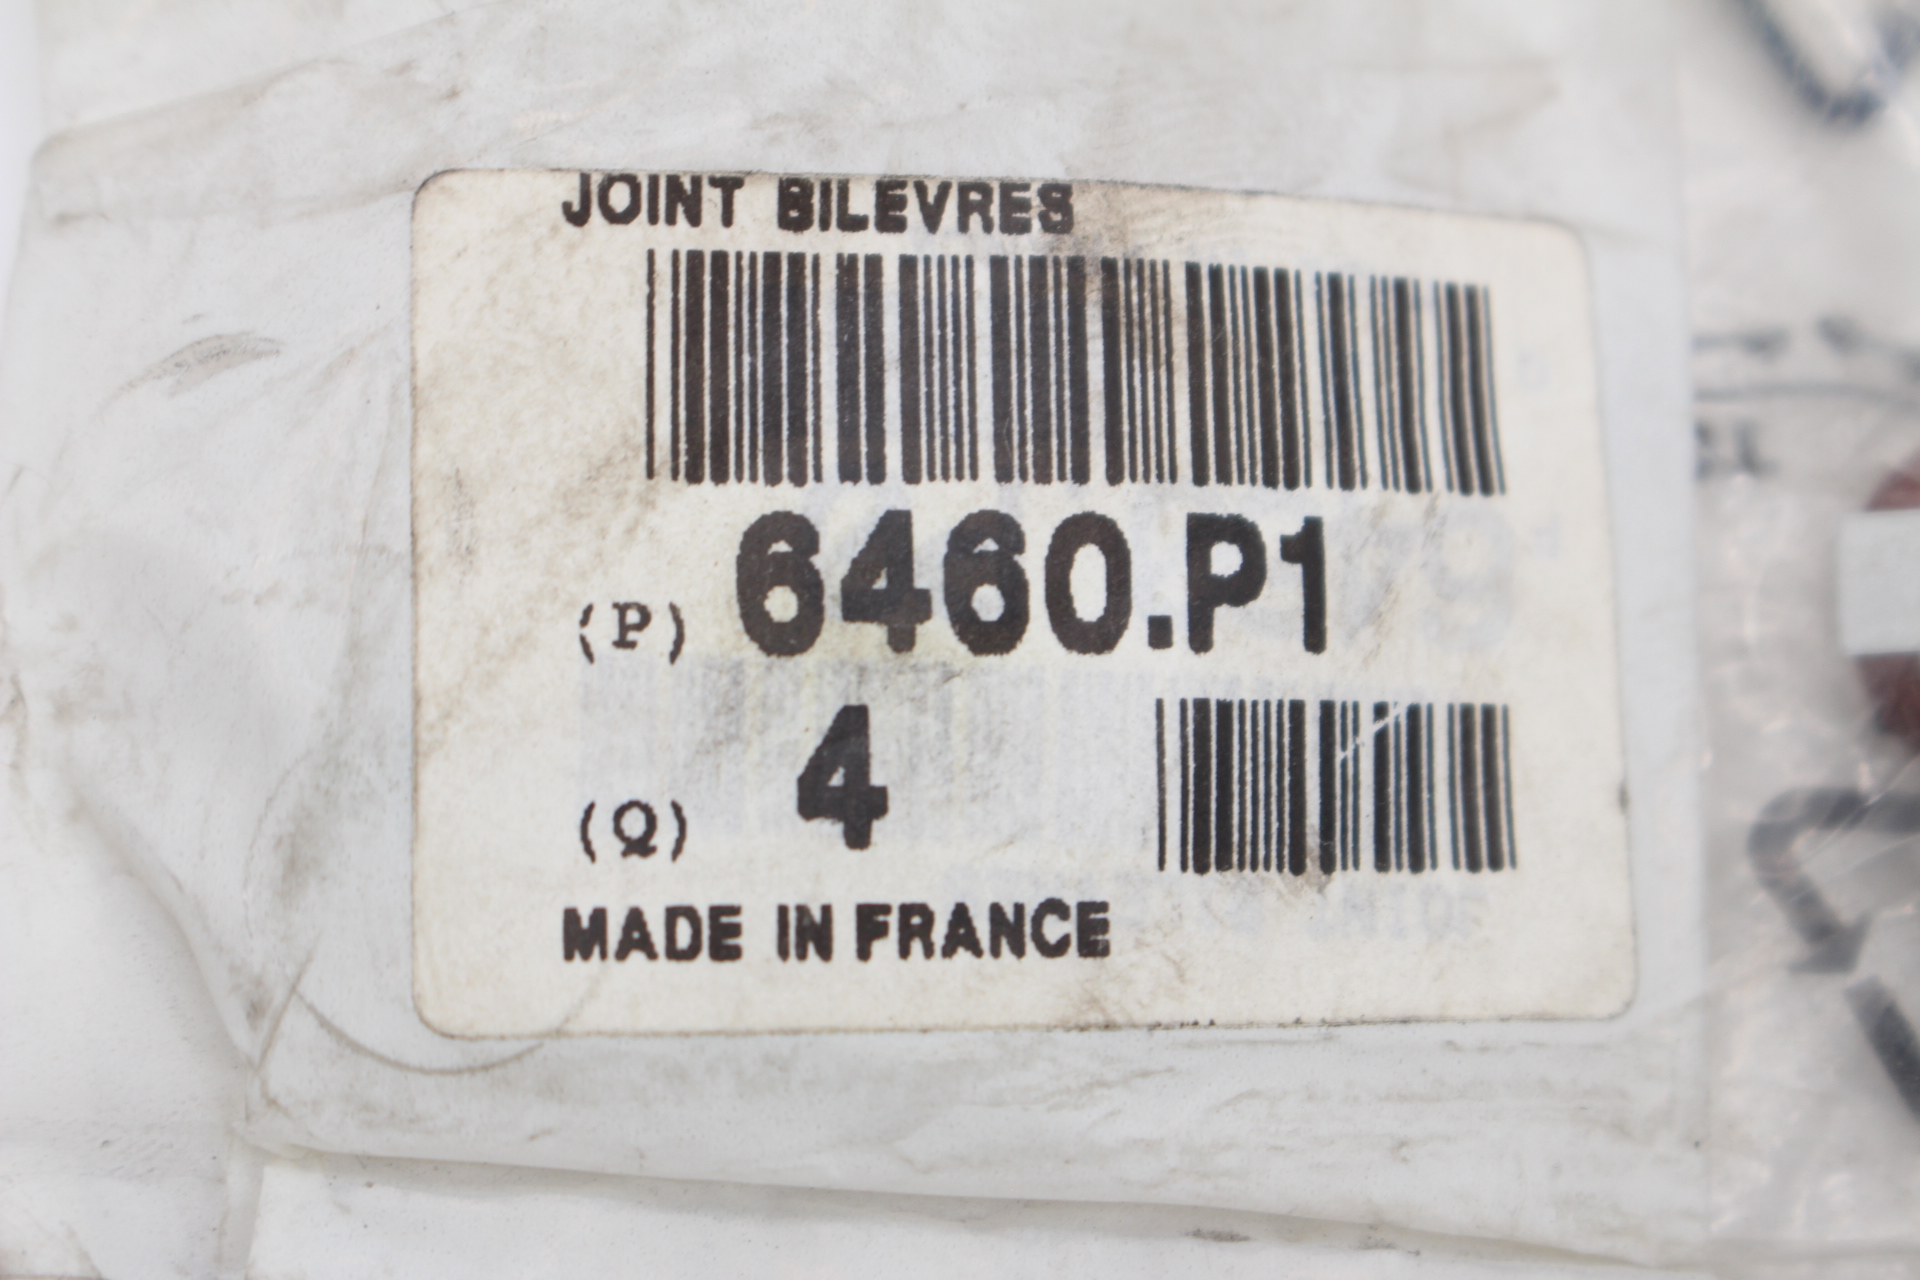 JOINT BILEVRES
(P) 6460.P1
(Q) 4
MADE IN FRANCE